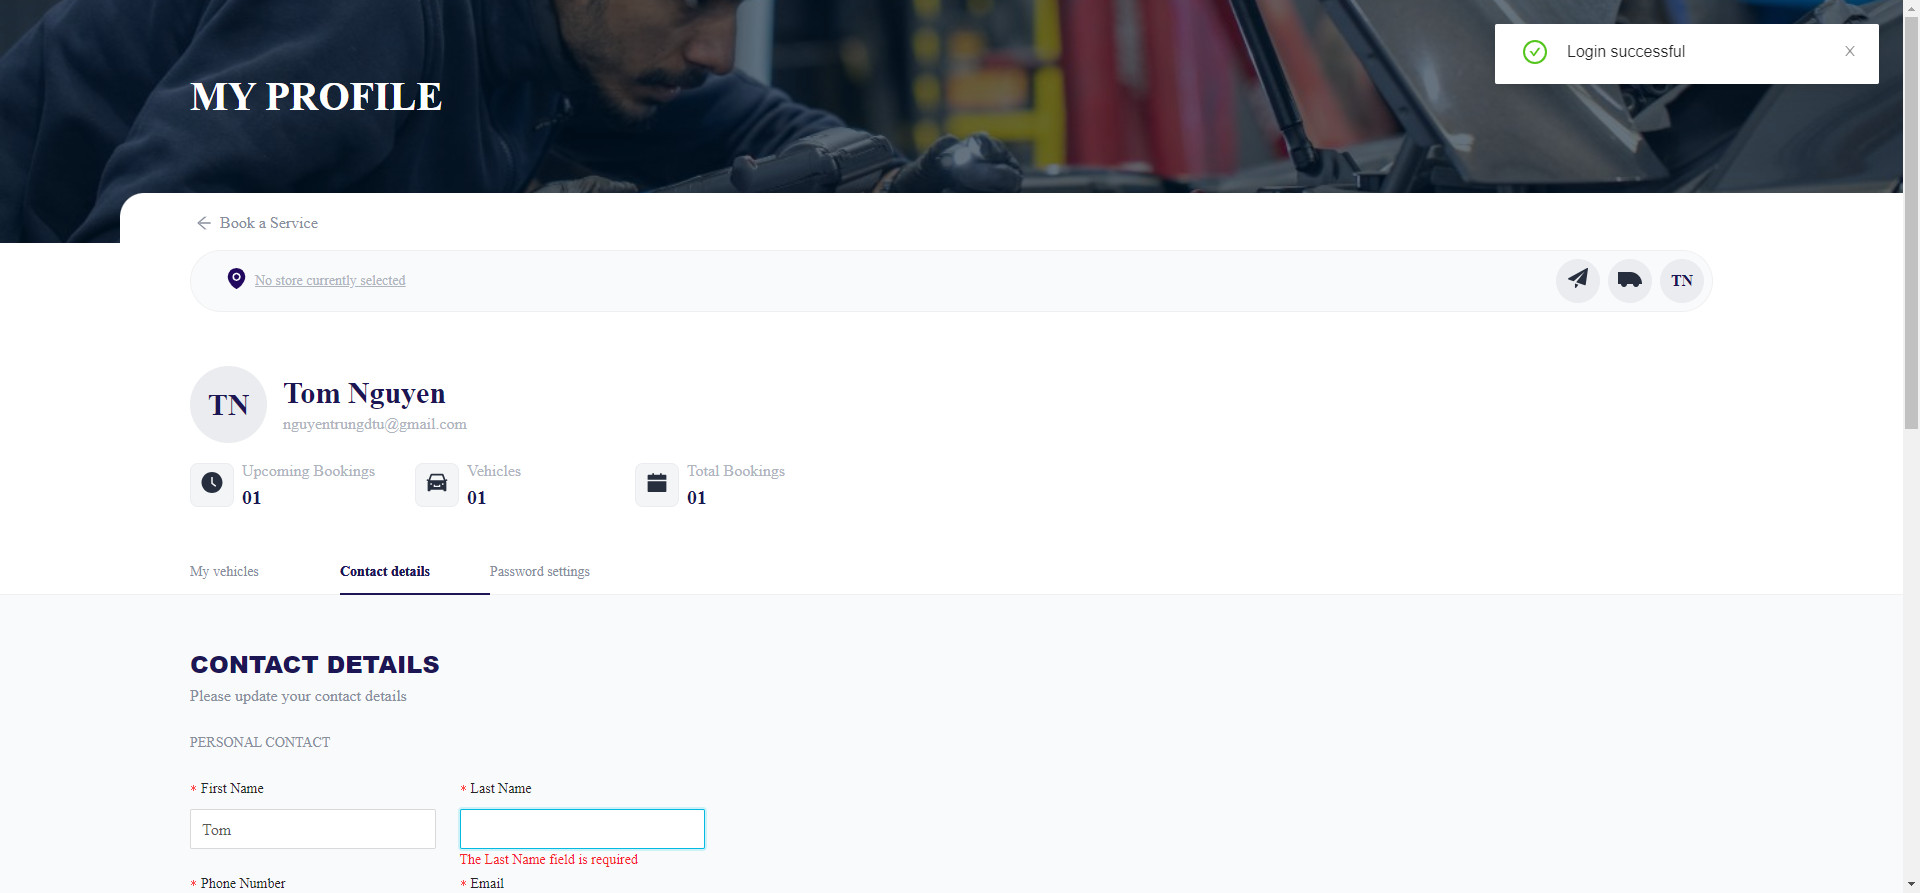 Login successful
X
MY PROFILE
Book a Service
No store currently selected
TN
TN
Tom Nguyen
nguyentrungdtu@gmail.com
Upcoming Bookings
01
Vehicles
01
Total Bookings
01
My vehicles
Contact details
Password settings
CONTACT DETAILS
Please update your contact details
PERSONAL CONTACT
* First Name
* Last Name
Tom
The Last Name field is required
* Phone Number
* Email